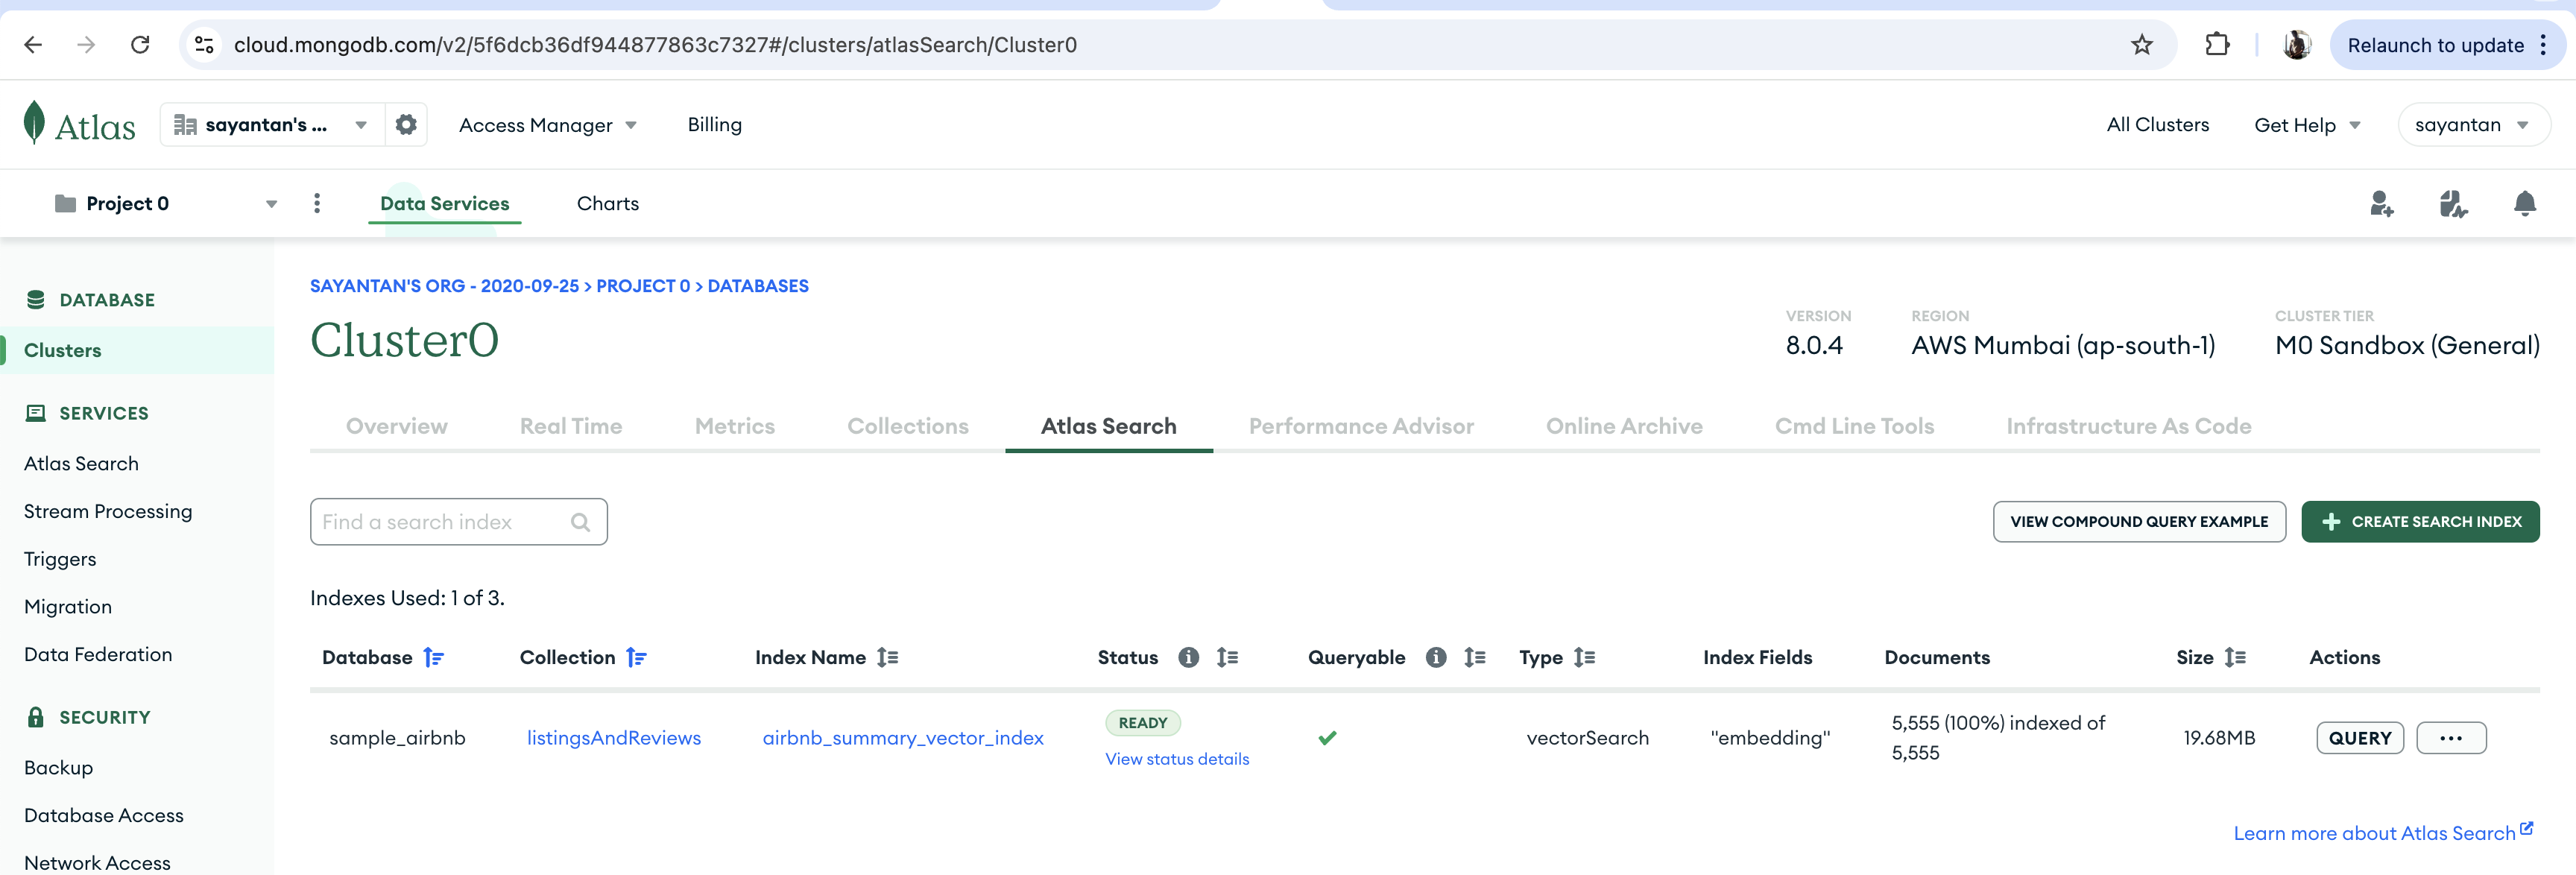 cloud.mongodb.com/v2/5f6dcb36df944877863c7327#/clusters/atlasSearch/Cluster0
Relaunch to update
Atlas
sayantan's ...
Access Manager
Billing
All Clusters
Get Help
sayantan
Project 0
Data Services
Charts
DATABASE
Clusters
SERVICES
Atlas Search
Stream Processing
Triggers
Migration
Data Federation
SECURITY
Backup
Database Access
Network Access
SAYANTAN'S ORG - 2020-09-25 > PROJECT 0 > DATABASES
Cluster0
VERSION
8.0.4
REGION
AWS Mumbai (ap-south-1)
CLUSTER TIER
M0 Sandbox (General)
Overview
Real Time
Metrics
Collections
Atlas Search
Performance Advisor
Online Archive
Cmd Line Tools
Infrastructure As Code
Find a search index
VIEW COMPOUND QUERY EXAMPLE
CREATE SEARCH INDEX
Indexes Used: 1 of 3.
Database
Collection
Index Name
Status
Queryable
Type
Index Fields
Documents
Size
Actions
sample_airbnb
listingsAndReviews
airbnb_summary_vector_index
READY
View status details
vectorSearch
"embedding"
5,555 (100%) indexed of
5,555
19.68MB
QUERY
...
Learn more about Atlas Search